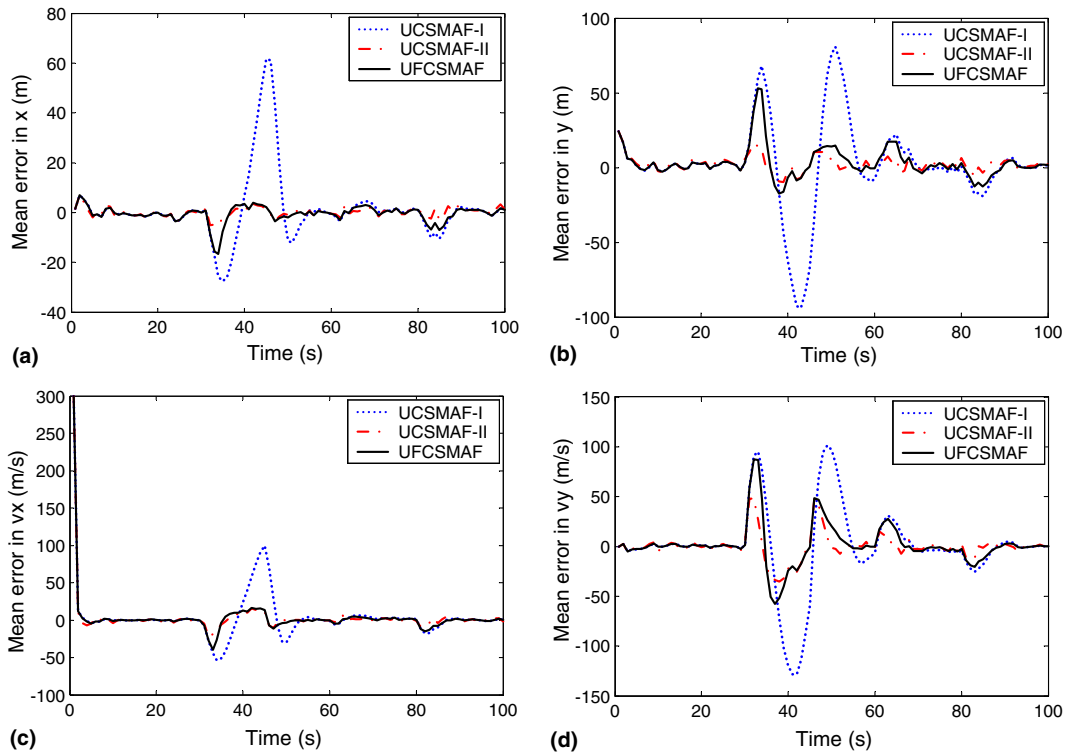 80
60
40
20
0
-20
-40
Mean error in x (m)
UCSMAF-I
UCSMAF-II
UFCSMAF
0
20
40
60
80
100
Time (s)
(a)
100
50
0
-50
-100
Mean error in y (m)
UCSMAF-I
UCSMAF-II
UFCSMAF
0
20
40
60
80
100
Time (s)
(b)
300
250
200
150
100
50
0
-50
-100
Mean error in vx (m/s)
UCSMAF-I
UCSMAF-II
UFCSMAF
0
20
40
60
80
100
Time (s)
(c)
150
100
50
0
-50
-100
-150
Mean error in vy (m/s)
UCSMAF-I
UCSMAF-II
UFCSMAF
0
20
40
60
80
100
Time (s)
(d)